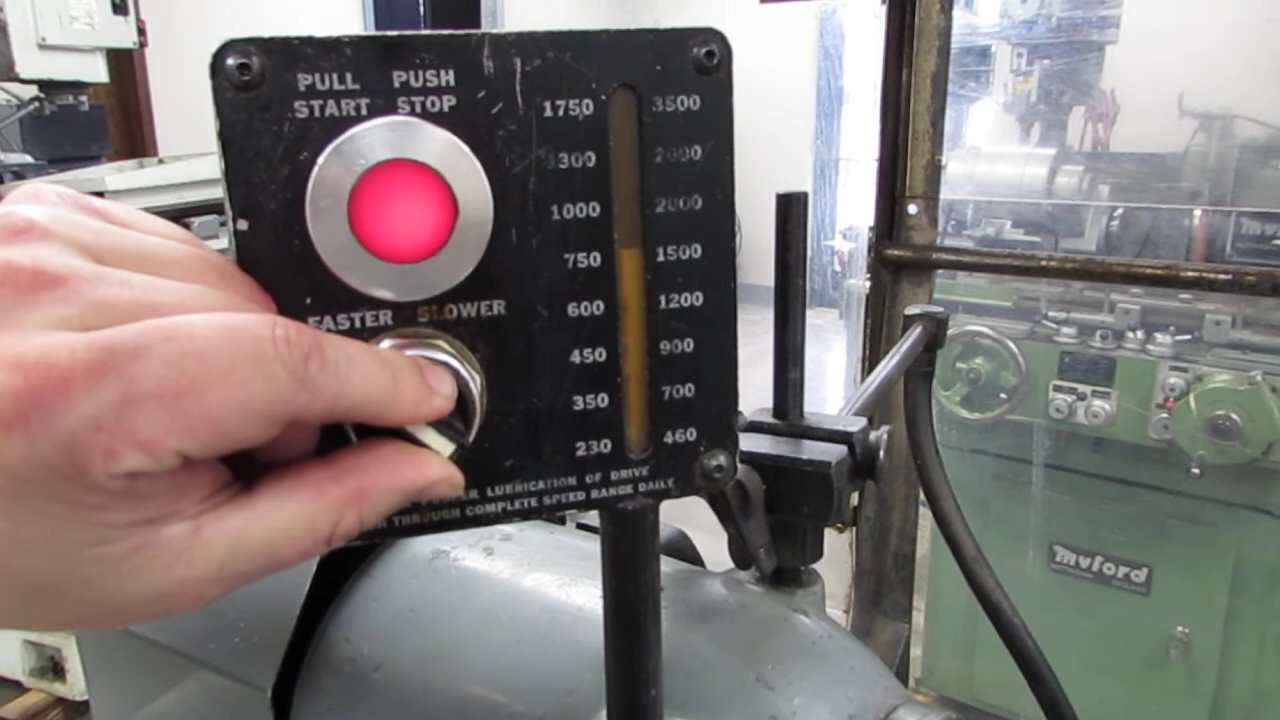 PULL PUSH
START STOP
FASTER SLOWER
1750 3500
1300
1000 2000
750 1500
600 1200
450 900
350 700
230 460
LUBRICATION OF DRIVE
THROUGH COMPLETE SPEED RANGE DAILY
Myford